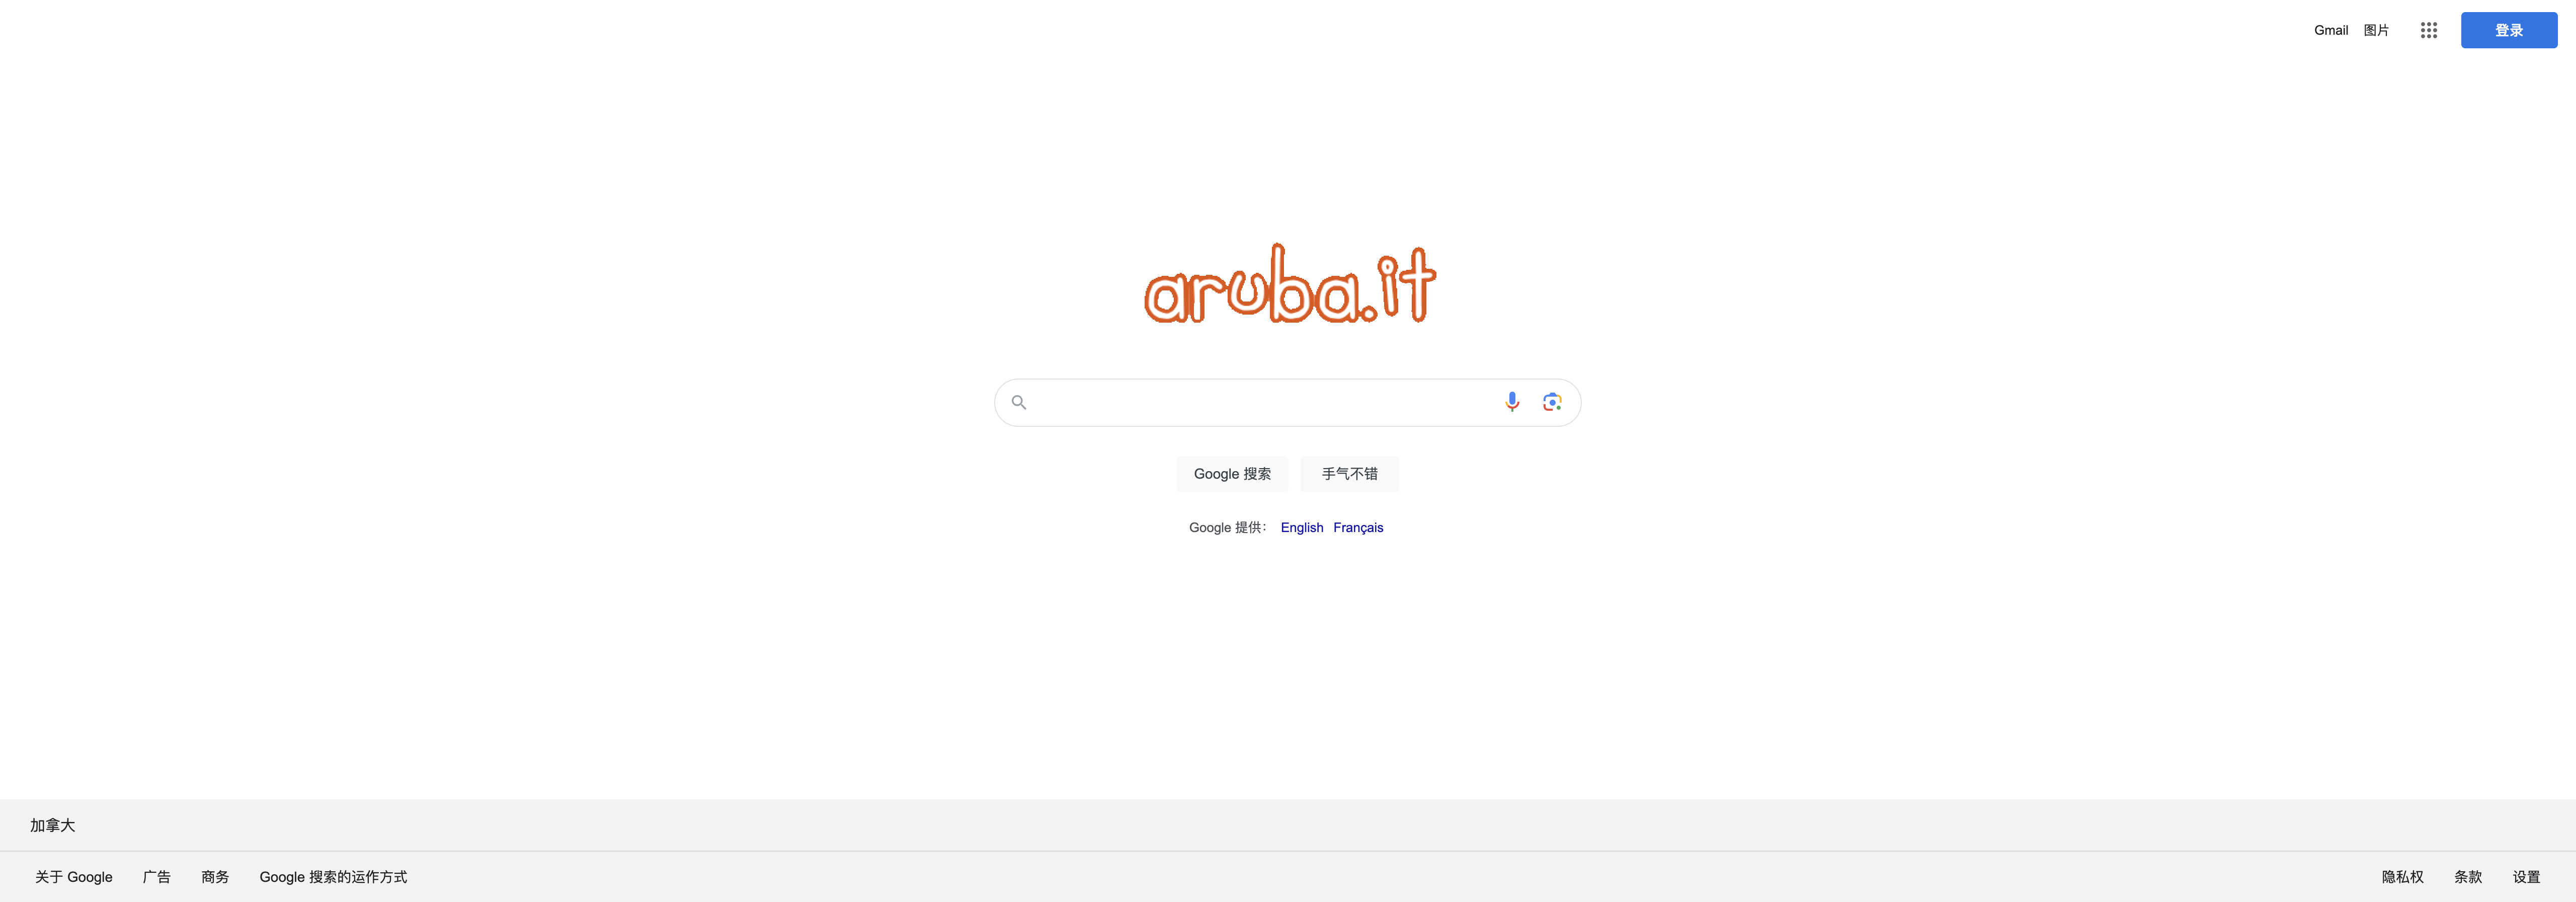 Gmail 图片 登录
aruba.it
Google 搜索 手气不错
Google 提供： English Français
加拿大
关于 Google 广告 商务 Google 搜索的运作方式 隐私权 条款 设置